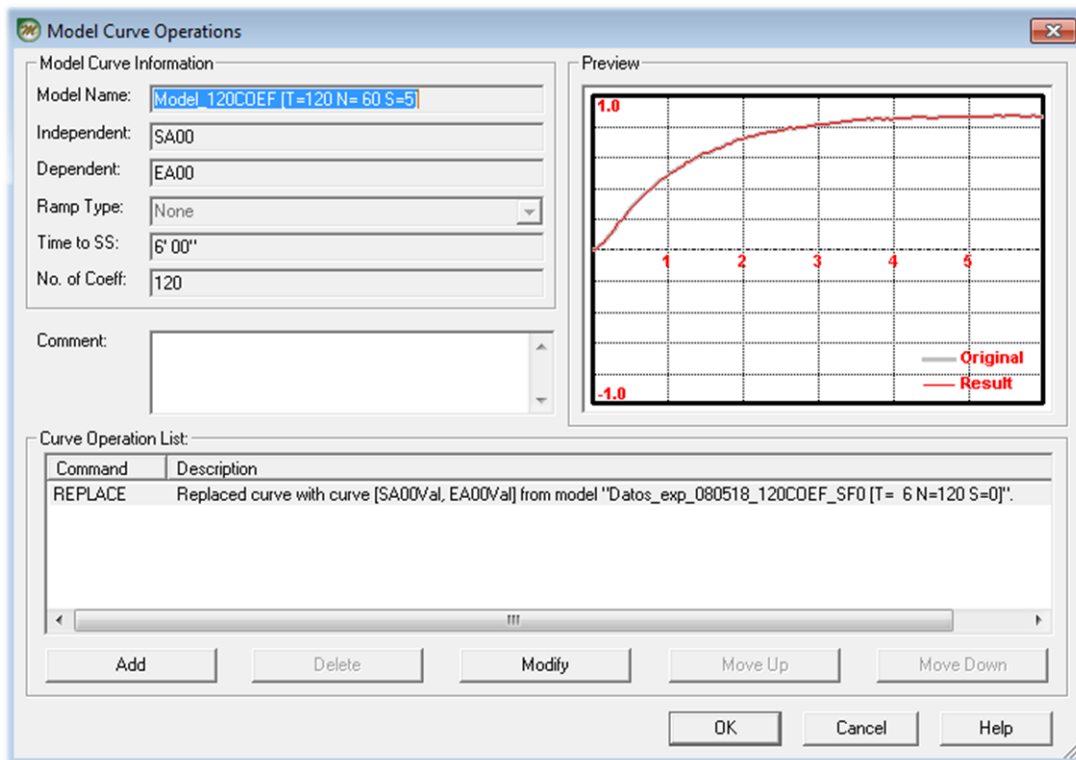 Model Curve Operations
Model Curve Information
Model Name: Model_120COEF [T=120 N= 60 S=5]
Independent: SA00
Dependent: EA00
Ramp Type: None
Time to SS: 6' 00"
No. of Coeff: 120
Comment:
Preview
1.0
1 2 3 4 5
Original
Result
-1.0
Curve Operation List:
Command Description
REPLACE Replaced curve with curve [SA00Val, EA00Val] from model "Datos_exp_080518_120COEF_SF0 [T=  6 N=120 S=0]".
Add Delete Modify Move Up Move Down
OK Cancel Help